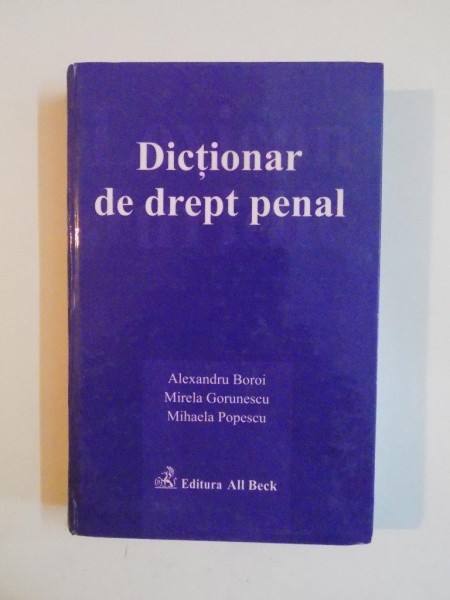 Dicționar
de drept penal
Alexandru Boroi
Mirela Gorunescu
Mihaela Popescu
Editura All Beck